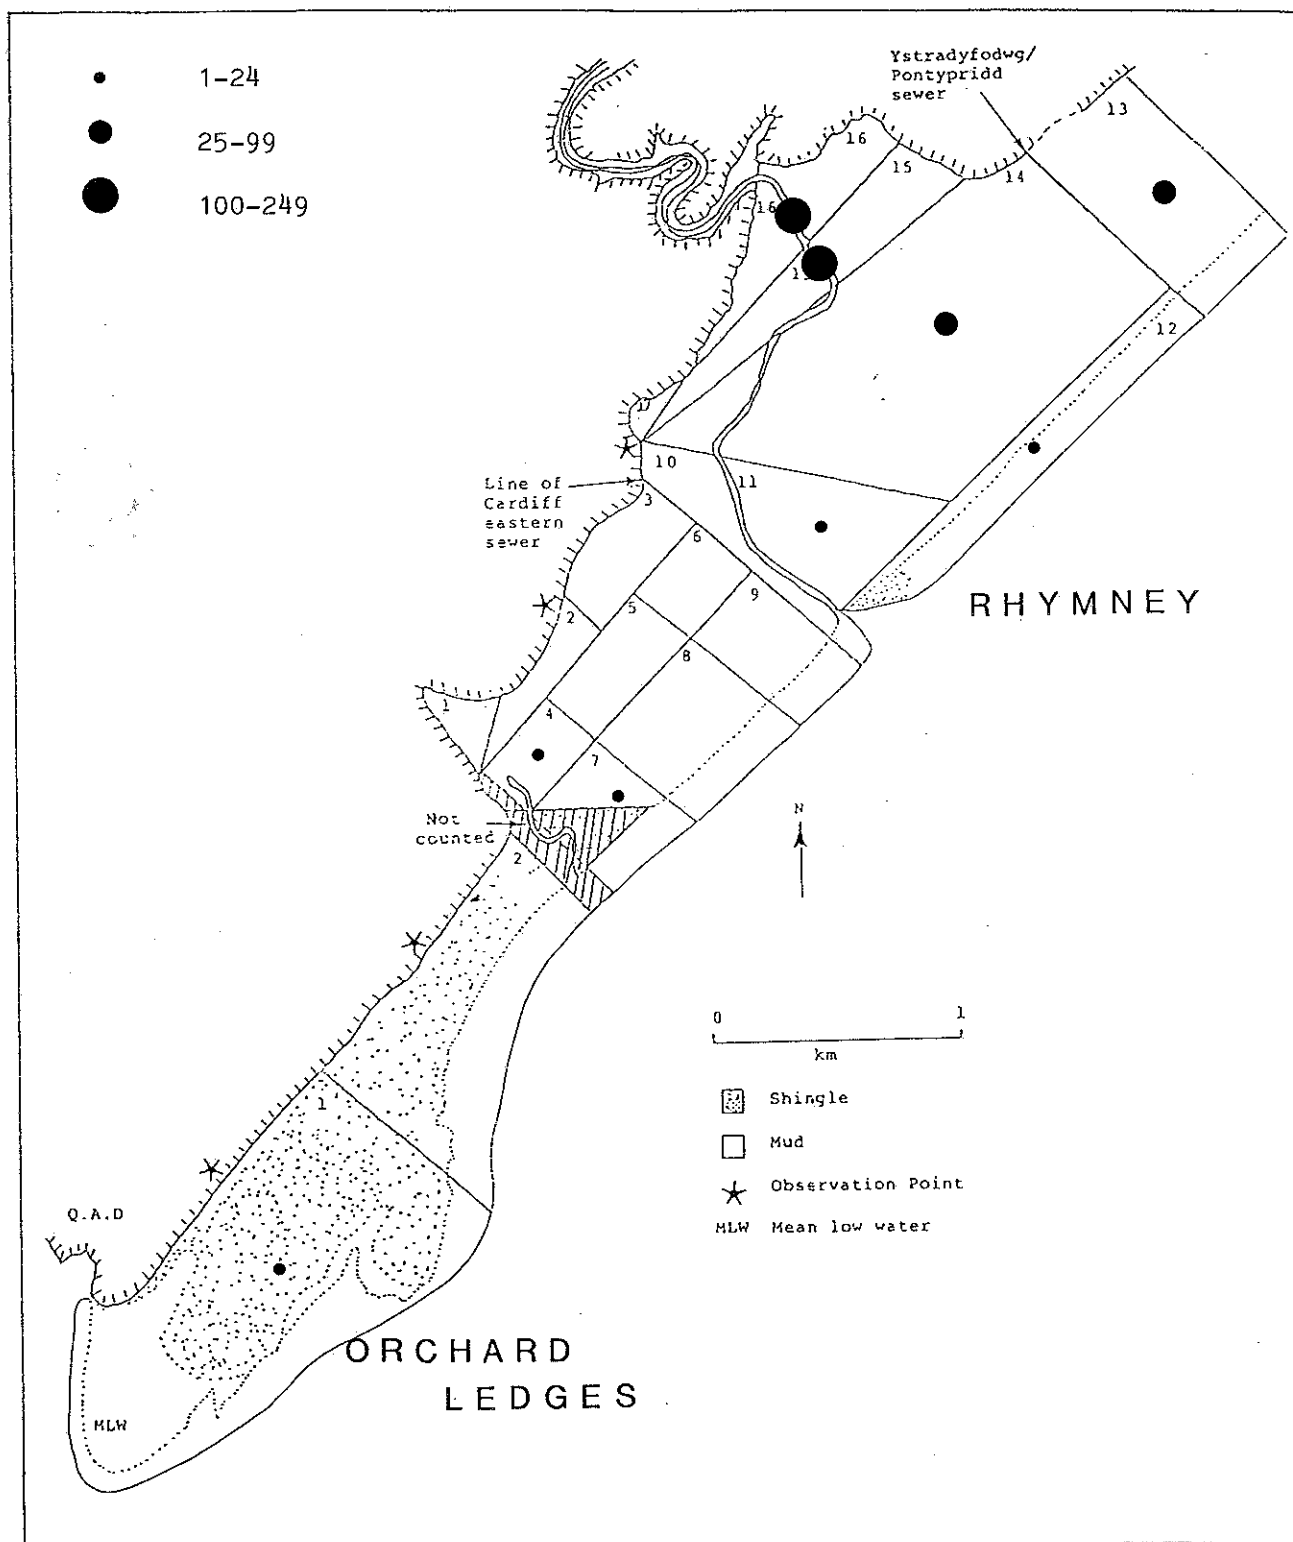 1-24
25-99
100-249
Ystradyfodwg/
Pontypridd
sewer
13
16
15
14
16
12
17
10
11
Line of
Cardiff
eastern
sewer
3
6
9
RHYMNEY
2
5
8
1
4
7
Not
counted
2
N
0 1
km
Shingle
Mud
Observation Point
MLW Mean low water
1
Q.A.D
ORCHARD
LEDGES
MLW